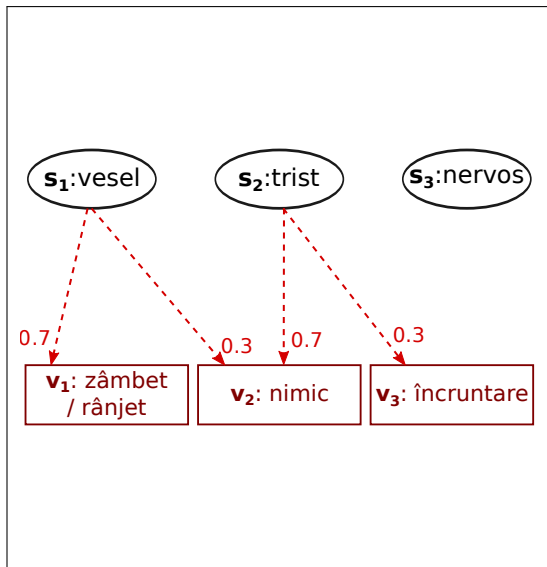 s₁:vesel
s₂:trist
s₃:nervos
0.7
0.3
0.7
0.3
v₁: zâmbet
/ rânjet
v₂: nimic
v₃: încruntare